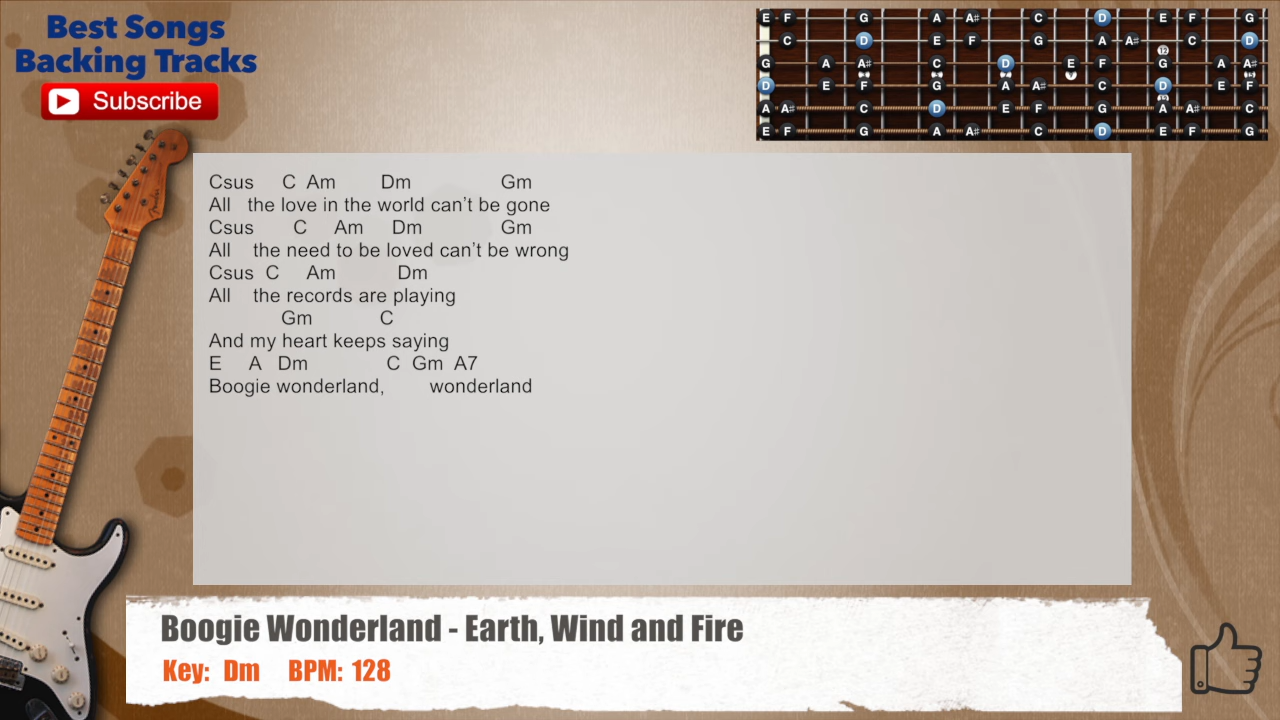 Best Songs
Backing Tracks
Subscribe
E F G A A# C D E F G
C D E F G A A# C D
G A A# C D E F G A A#
D E F G A A# C D E F
A A# C D E F G A A# C
E F G A A# C D E F G
Fender
Csus C Am Dm Gm
All the love in the world can't be gone
Csus C Am Dm Gm
All the need to be loved can't be wrong
Csus C Am Dm
All the records are playing
Gm C
And my heart keeps saying
E A Dm C Gm A7
Boogie wonderland, wonderland
Boogie Wonderland - Earth, Wind and Fire
Key: Dm BPM: 128